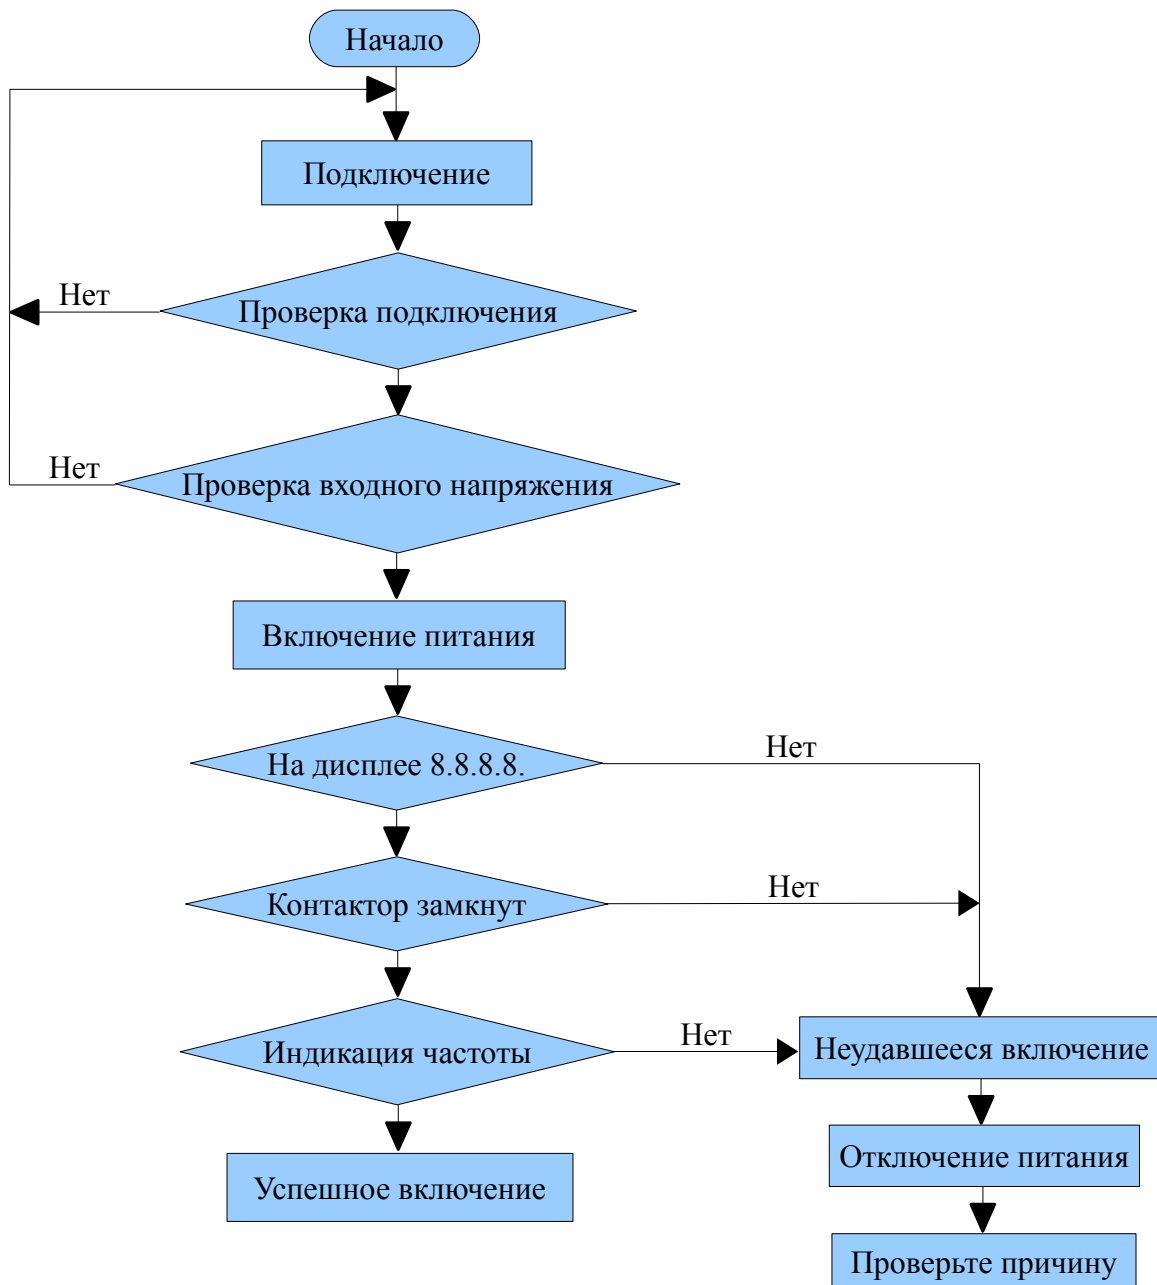 Начало
Подключение
Нет
Проверка подключения
Нет
Проверка входного напряжения
Включение питания
На дисплее 8.8.8.8.
Нет
Контактор замкнут
Нет
Индикация частоты
Нет
Неудавшееся включение
Отключение питания
Успешное включение
Проверьте причину